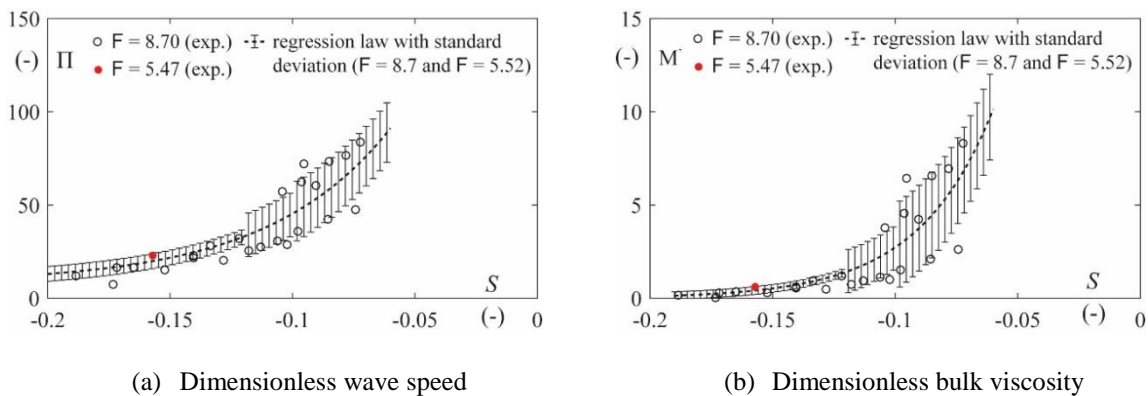 150
(-)
Π
F = 8.70 (exp.)
F = 5.47 (exp.)
regression law with standard
deviation (F = 8.7 and F = 5.52)
100
50
0
-0.2
-0.15
-0.1
-0.05
0
S
(-)
(a) Dimensionless wave speed
15
(-)
M
F = 8.70 (exp.)
F = 5.47 (exp.)
regression law with standard
deviation (F = 8.7 and F = 5.52)
10
5
0
-0.2
-0.15
-0.1
-0.05
0
S
(-)
(b) Dimensionless bulk viscosity